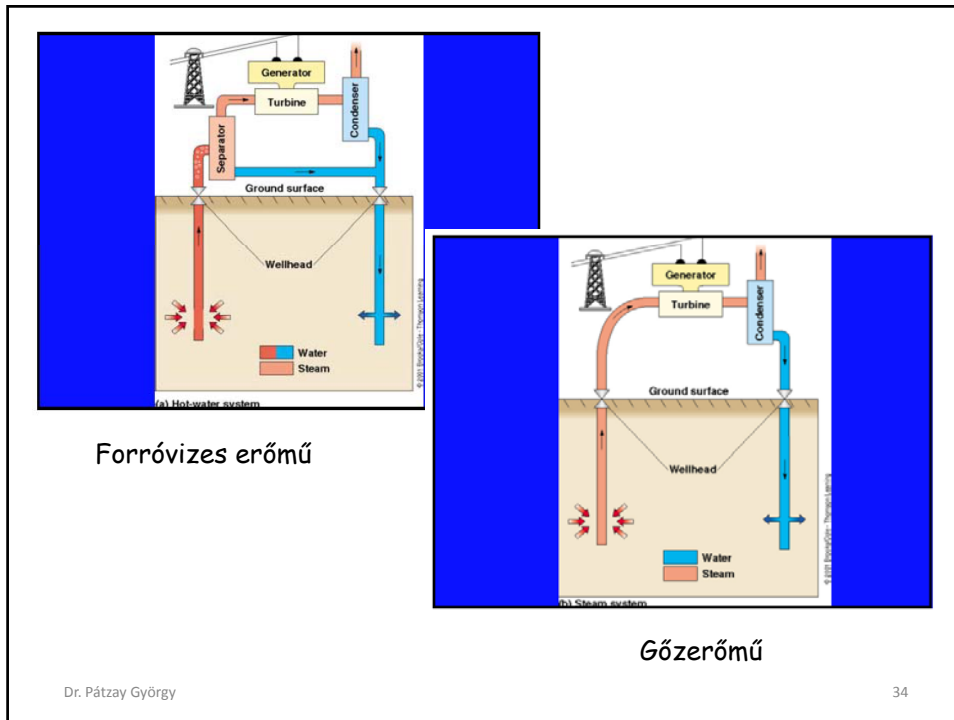 Generator
Turbine
Condenser
Separator
Ground surface
Wellhead
Water
Steam
(a) Hot-water system
Forróvizes erőmű
Generator
Turbine
Condenser
Ground surface
Wellhead
Water
Steam
(b) Steam system
Gőzerőmű
Dr. Pátzay György
34